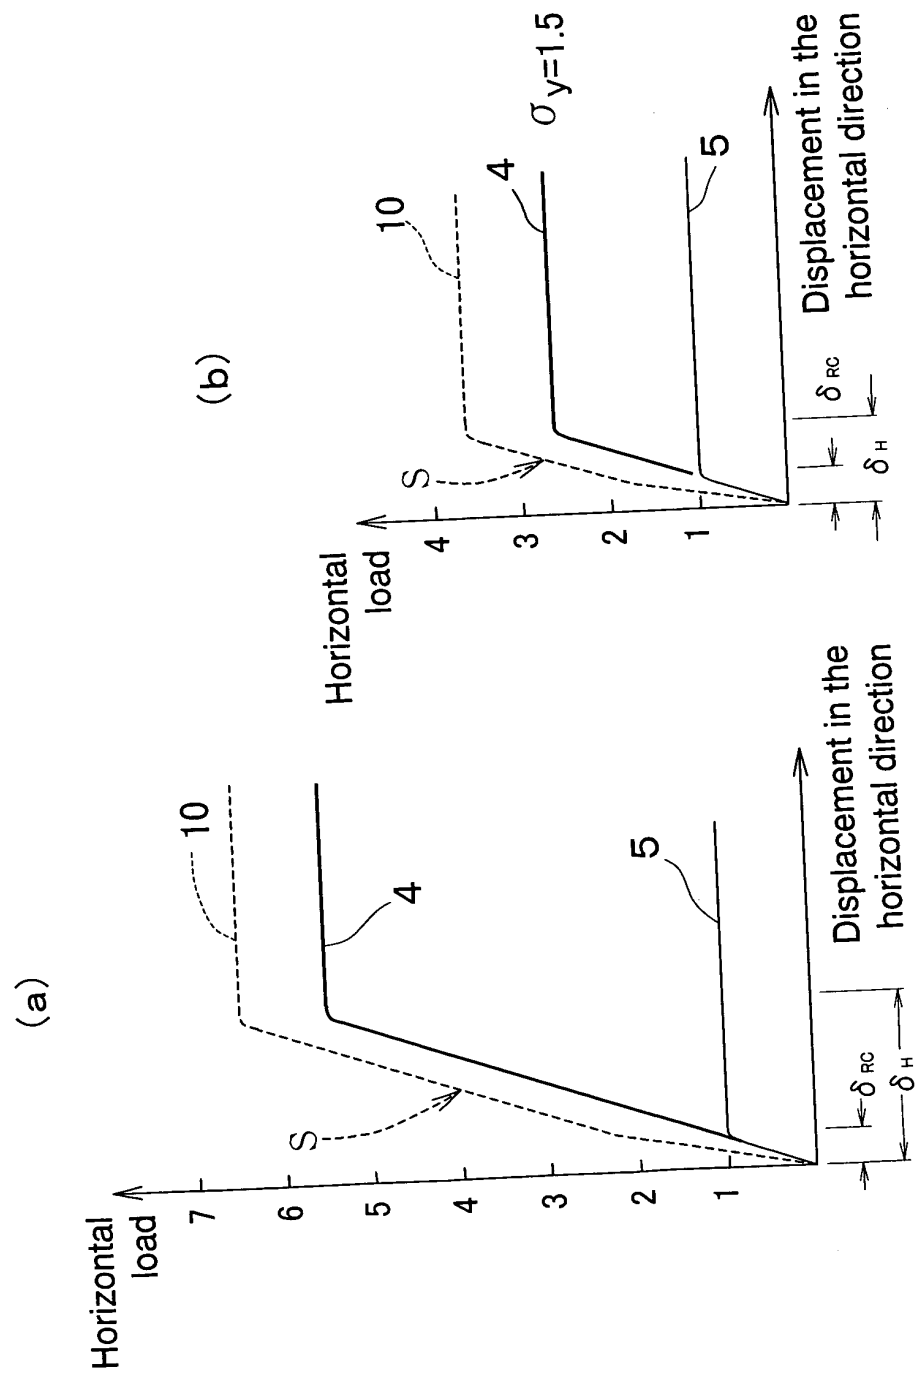 (a)
Horizontal
load
7
6
5
4
3
2
1
S
10
4
5
δRC
δH
Displacement in the
horizontal direction
(b)
Horizontal
load
4
3
2
1
S
10
4
5
σy=1.5
δRC
δH
Displacement in the
horizontal direction